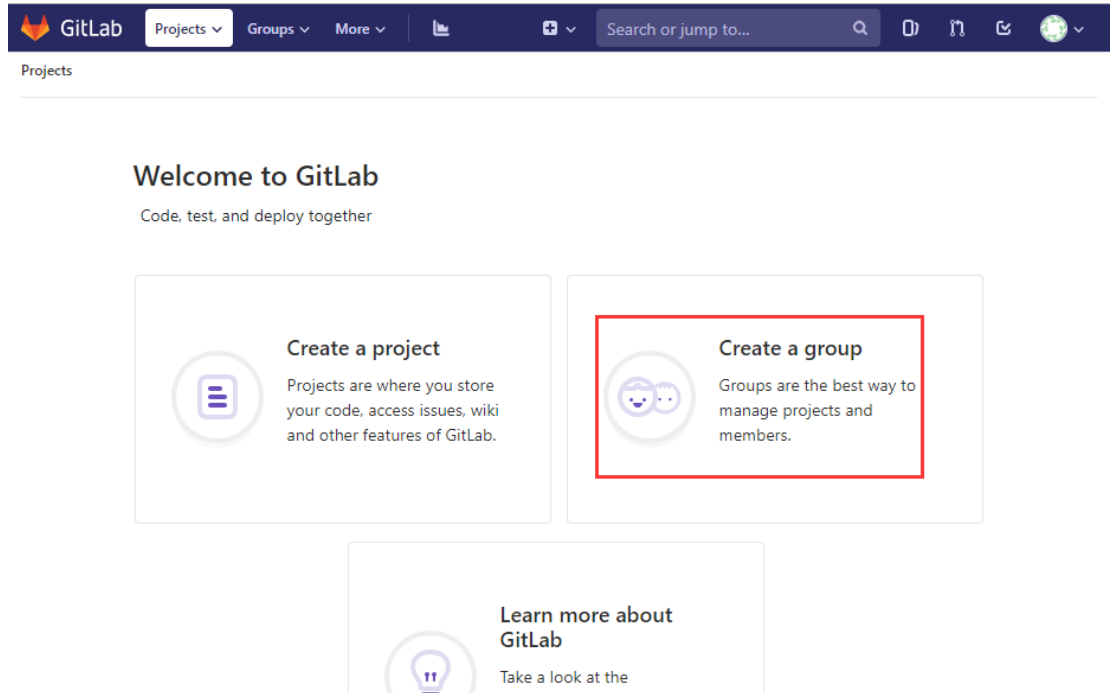 GitLab Projects Groups More Search or jump to...
Projects
Welcome to GitLab
Code, test, and deploy together
Create a project
Projects are where you store
your code, access issues, wiki
and other features of GitLab.
Create a group
Groups are the best way to
manage projects and
members.
Learn more about
GitLab
Take a look at the